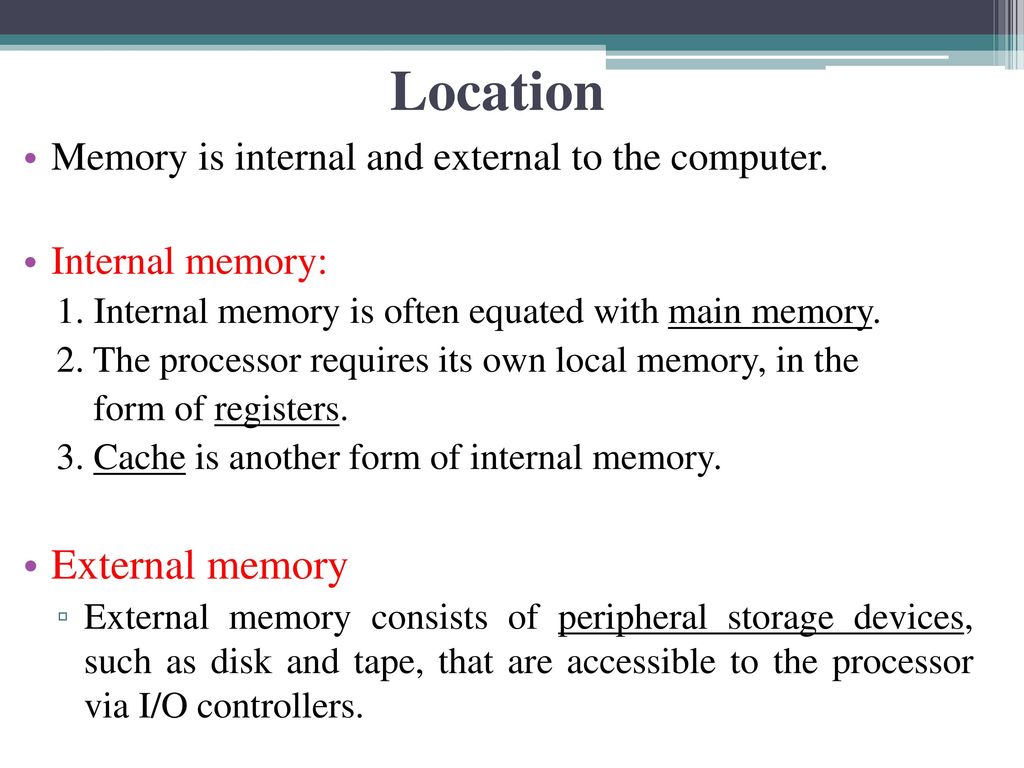 Location
• Memory is internal and external to the computer.
• Internal memory:
1. Internal memory is often equated with main memory.
2. The processor requires its own local memory, in the
form of registers.
3. Cache is another form of internal memory.
• External memory
▫ External memory consists of peripheral storage devices,
such as disk and tape, that are accessible to the processor
via I/O controllers.